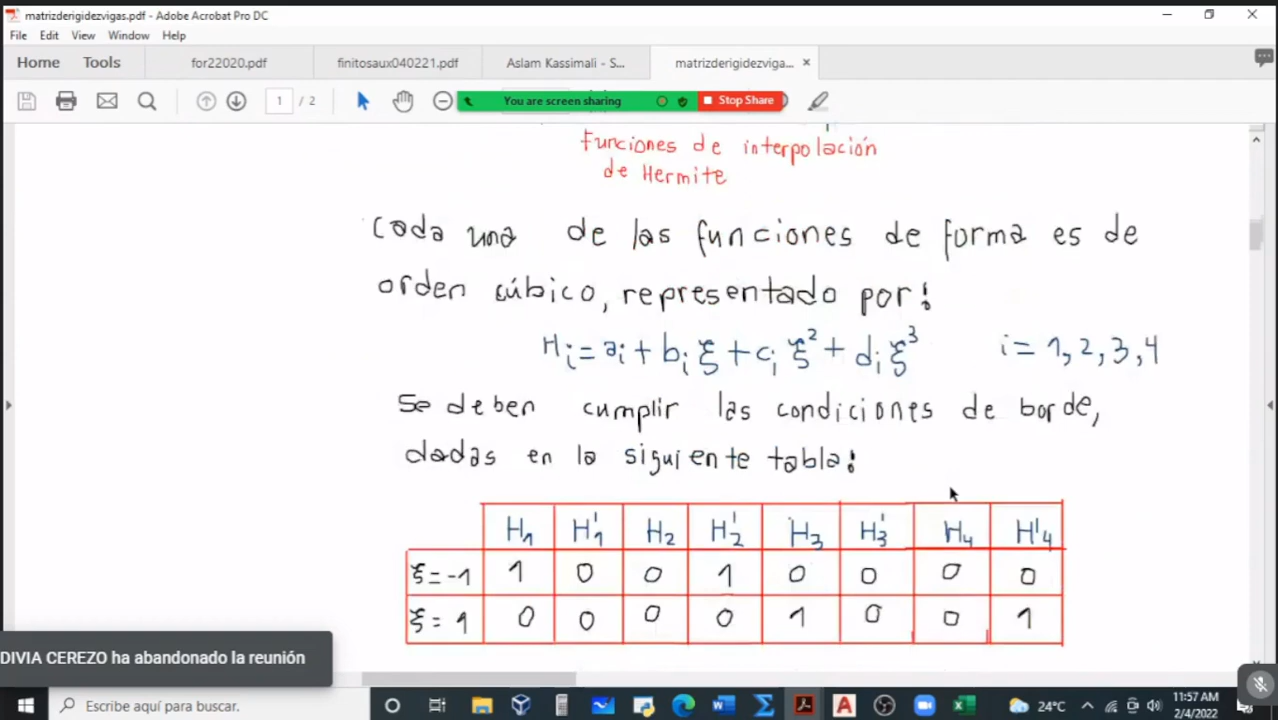 matrizderigidezvigas.pdf - Adobe Acrobat Pro DC
File Edit View Window Help
Home Tools for22020.pdf finitosaux040221.pdf Aslam Kassimali - S... matrizderigidezviga... ×
1 / 2 You are screen sharing Stop Share
Funciones de interpolación
de Hermite
Cada una de las funciones de forma es de
orden cúbico, representado por:
Hi = ai + bi ξ + ci ξ² + di ξ³ i = 1, 2, 3, 4
Se deben cumplir las condiciones de borde,
dadas en la siguiente tabla:
H1 H'1 H2 H'2 H3 H'3 H4 H'4
ξ = -1 1 0 0 1 0 0 0 0
ξ = 1 0 0 0 0 1 0 0 1
DIVIA CEREZO ha abandonado la reunión
Escribe aquí para buscar. 24°C 11:57 AM
2/4/2022